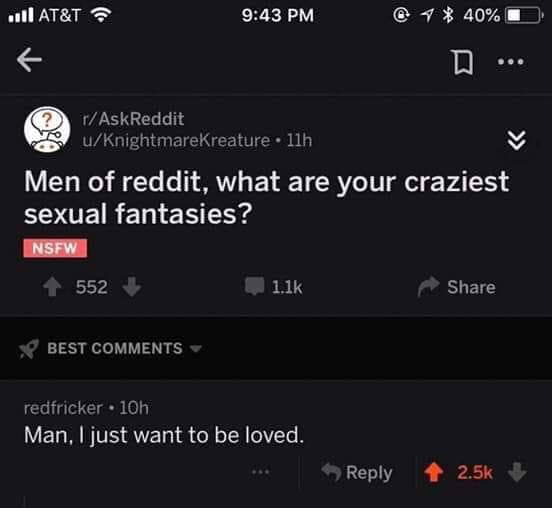 AT&T 9:43 PM 40%
r/AskReddit
u/KnightmareKreature • 11h
Men of reddit, what are your craziest
sexual fantasies?
NSFW
552 1.1k Share
BEST COMMENTS
redfricker • 10h
Man, I just want to be loved.
... Reply 2.5k